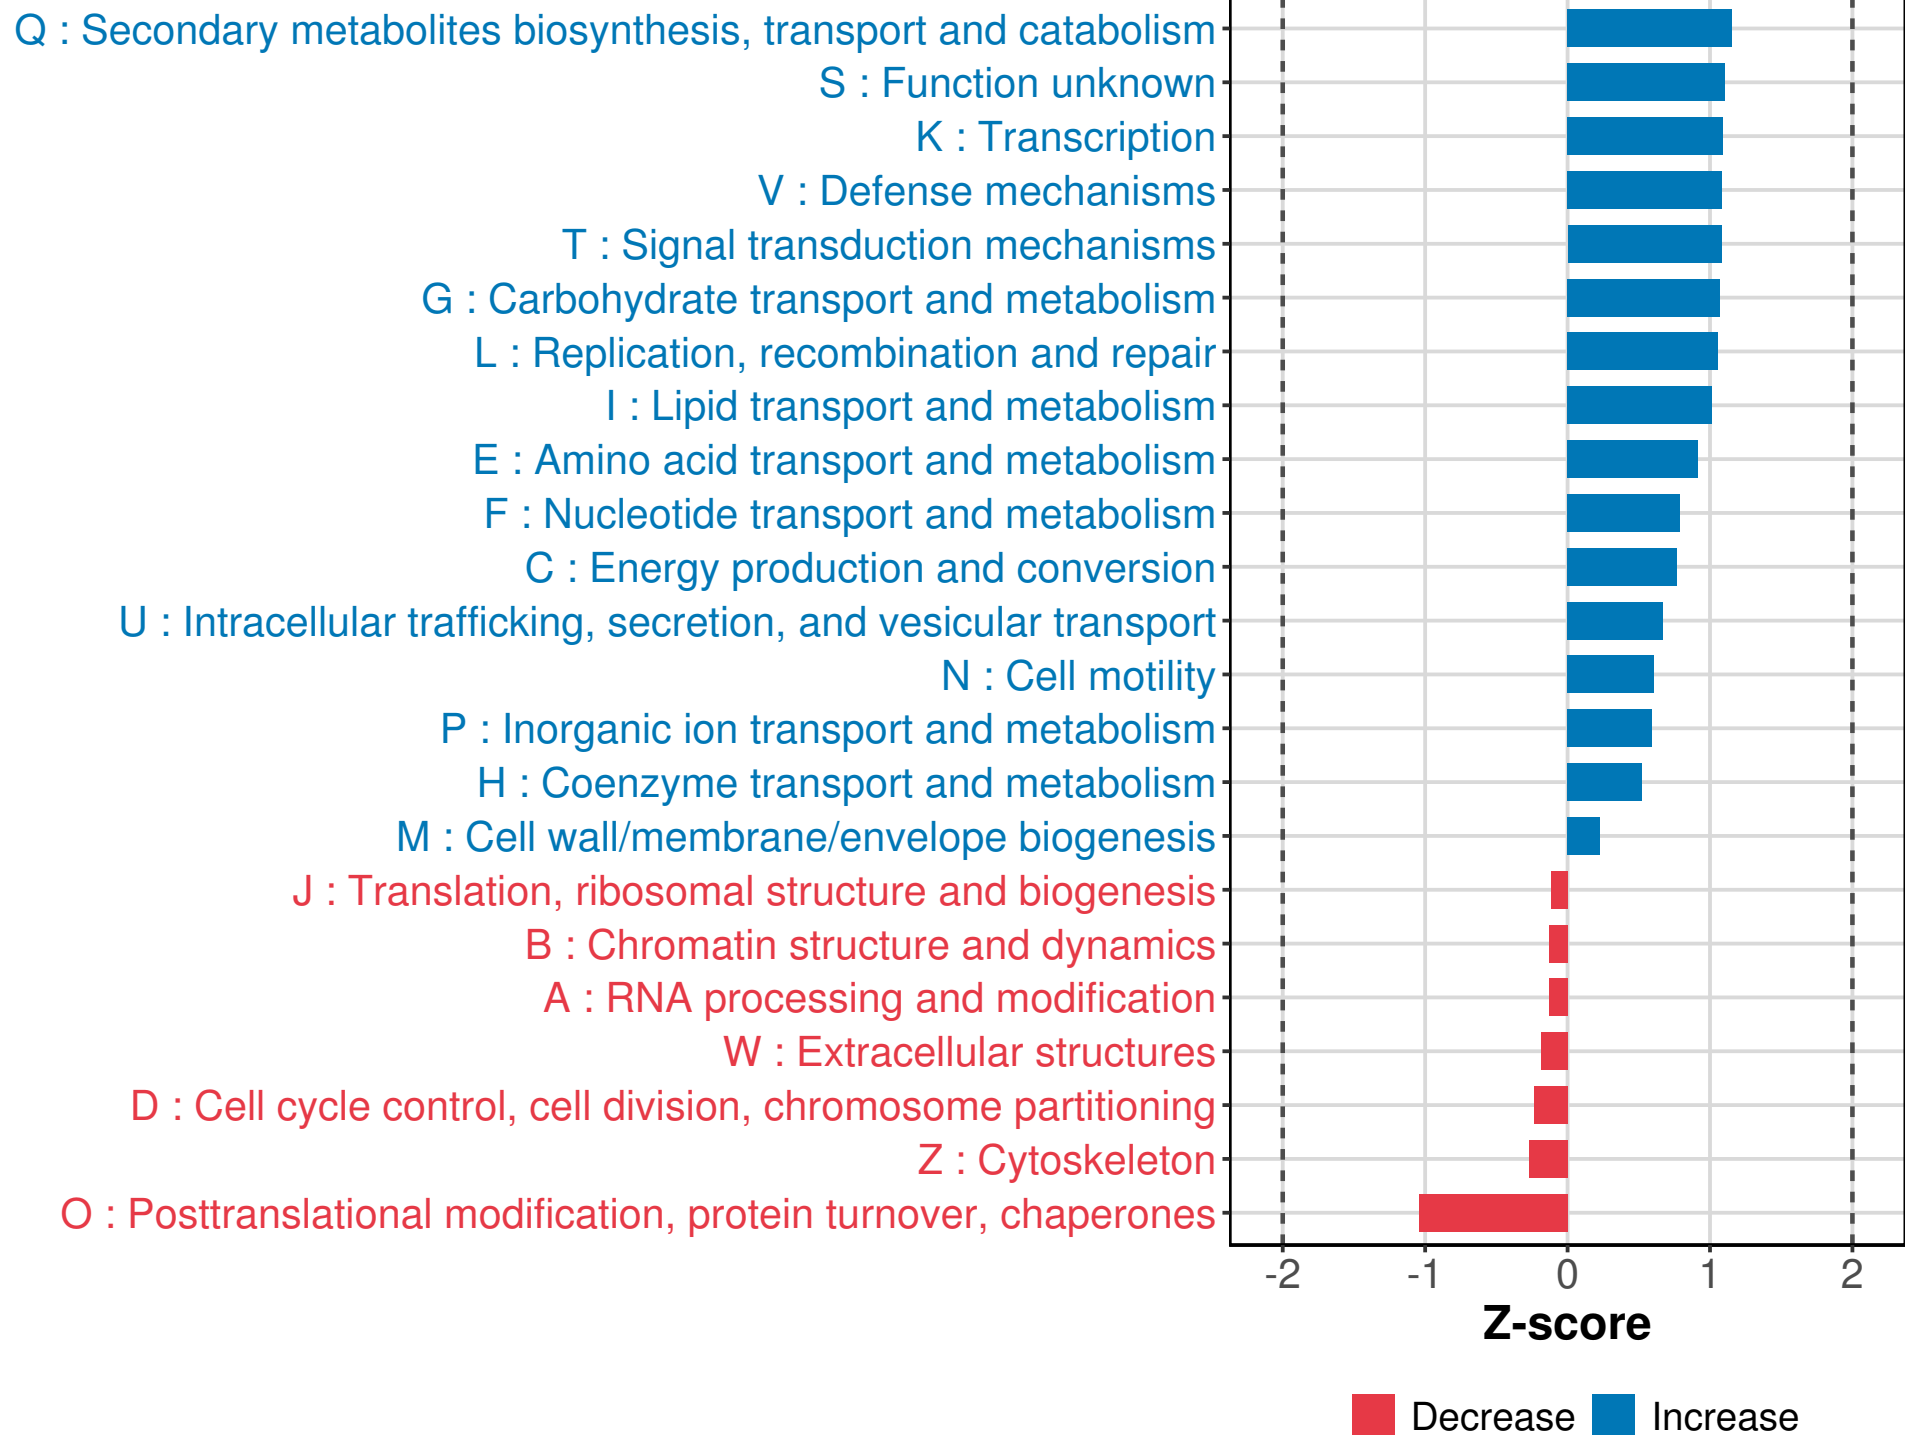 Q : Secondary metabolites biosynthesis, transport and catabolism
S : Function unknown
K : Transcription
V : Defense mechanisms
T : Signal transduction mechanisms
G : Carbohydrate transport and metabolism
L : Replication, recombination and repair
I : Lipid transport and metabolism
E : Amino acid transport and metabolism
F : Nucleotide transport and metabolism
C : Energy production and conversion
U : Intracellular trafficking, secretion, and vesicular transport
N : Cell motility
P : Inorganic ion transport and metabolism
H : Coenzyme transport and metabolism
M : Cell wall/membrane/envelope biogenesis
J : Translation, ribosomal structure and biogenesis
B : Chromatin structure and dynamics
A : RNA processing and modification
W : Extracellular structures
D : Cell cycle control, cell division, chromosome partitioning
Z : Cytoskeleton
O : Posttranslational modification, protein turnover, chaperones
-2 -1 0 1 2
Z-score
Decrease Increase